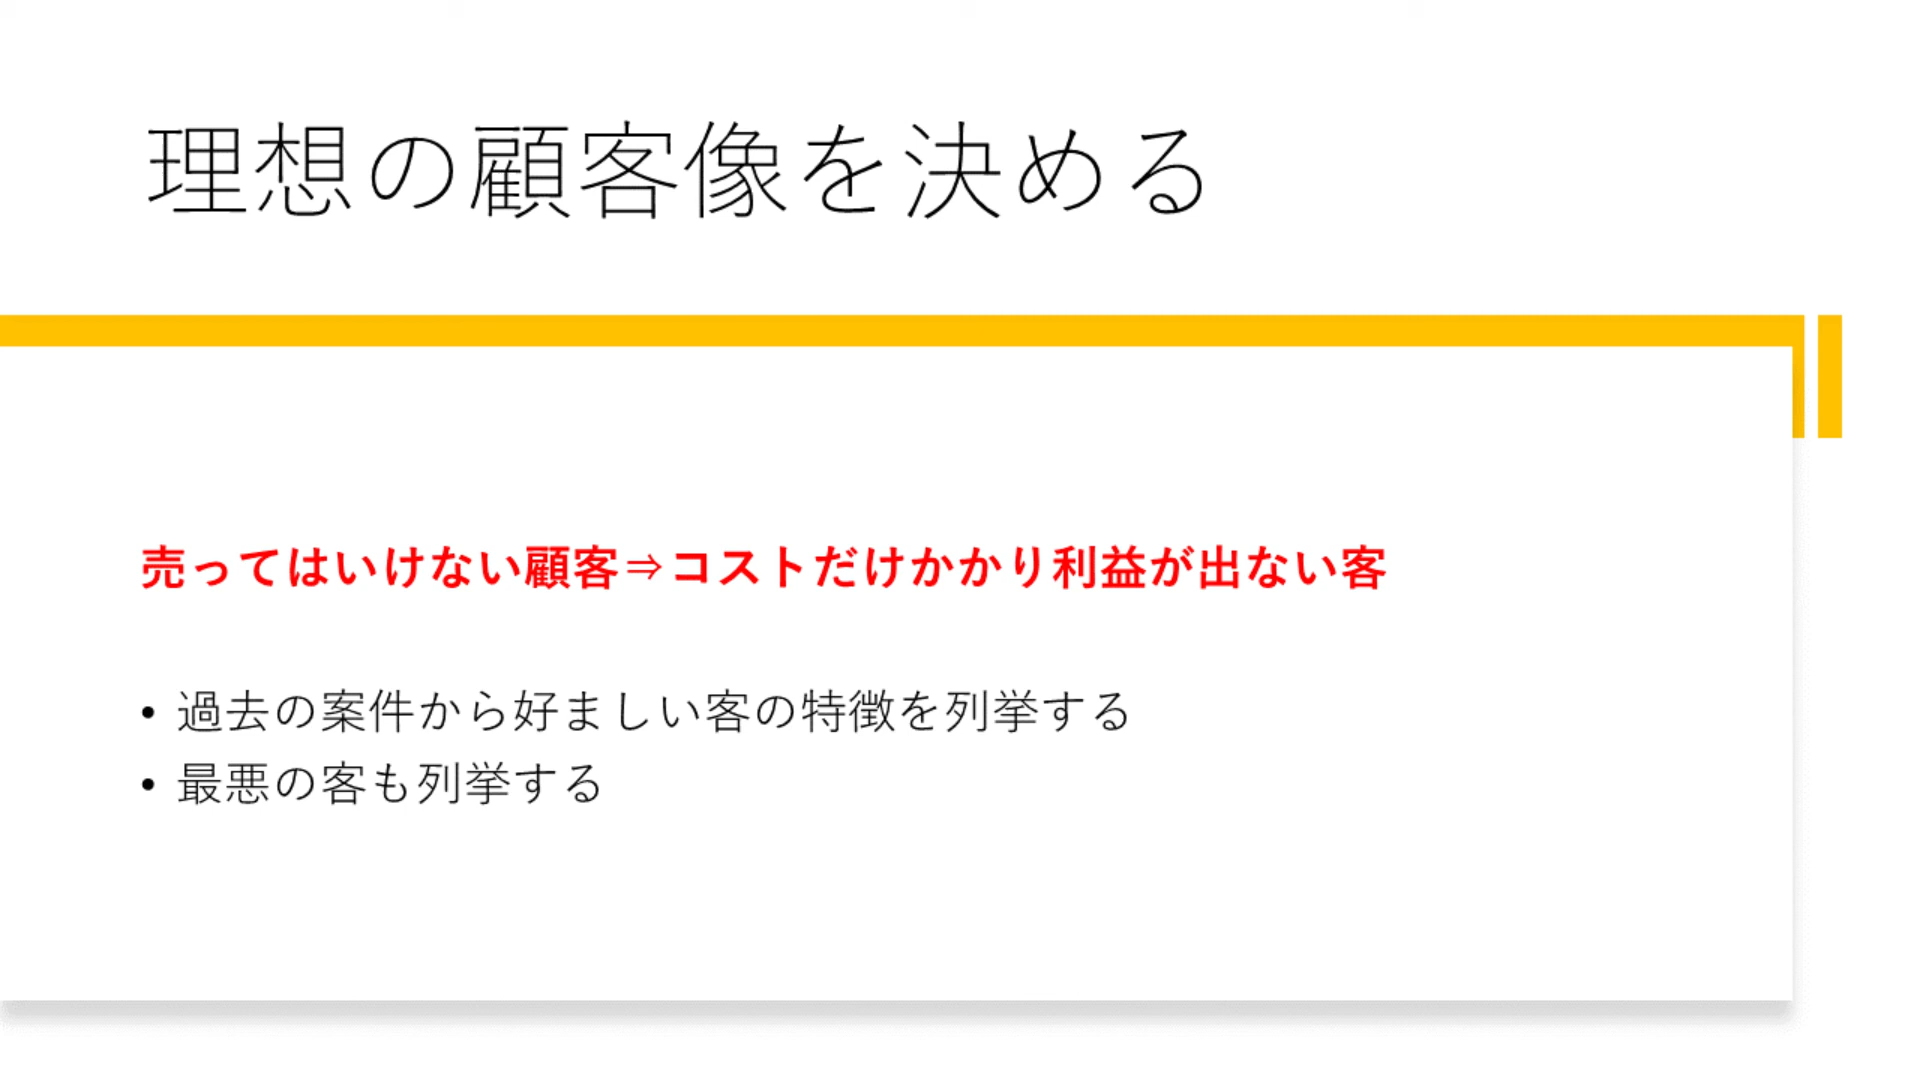 理想の顧客像を決める
売ってはいけない顧客⇒コストだけかかり利益が出ない客
• 過去の案件から好ましい客の特徴を列挙する
• 最悪の客も列挙する